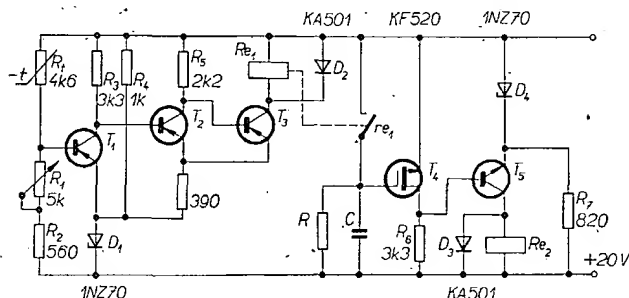 KA501 KF520 1NZ70
-t Rt 4k6
R3 3k3
R4 1k
R5 2k2
Re1
D2
D4
T1
T2
T3
re1
R1 5k
390
T4
T5
R7 820
R2 560
D1
R
C
R6 3k3
D3
Re2
+20V
1NZ70 KA501